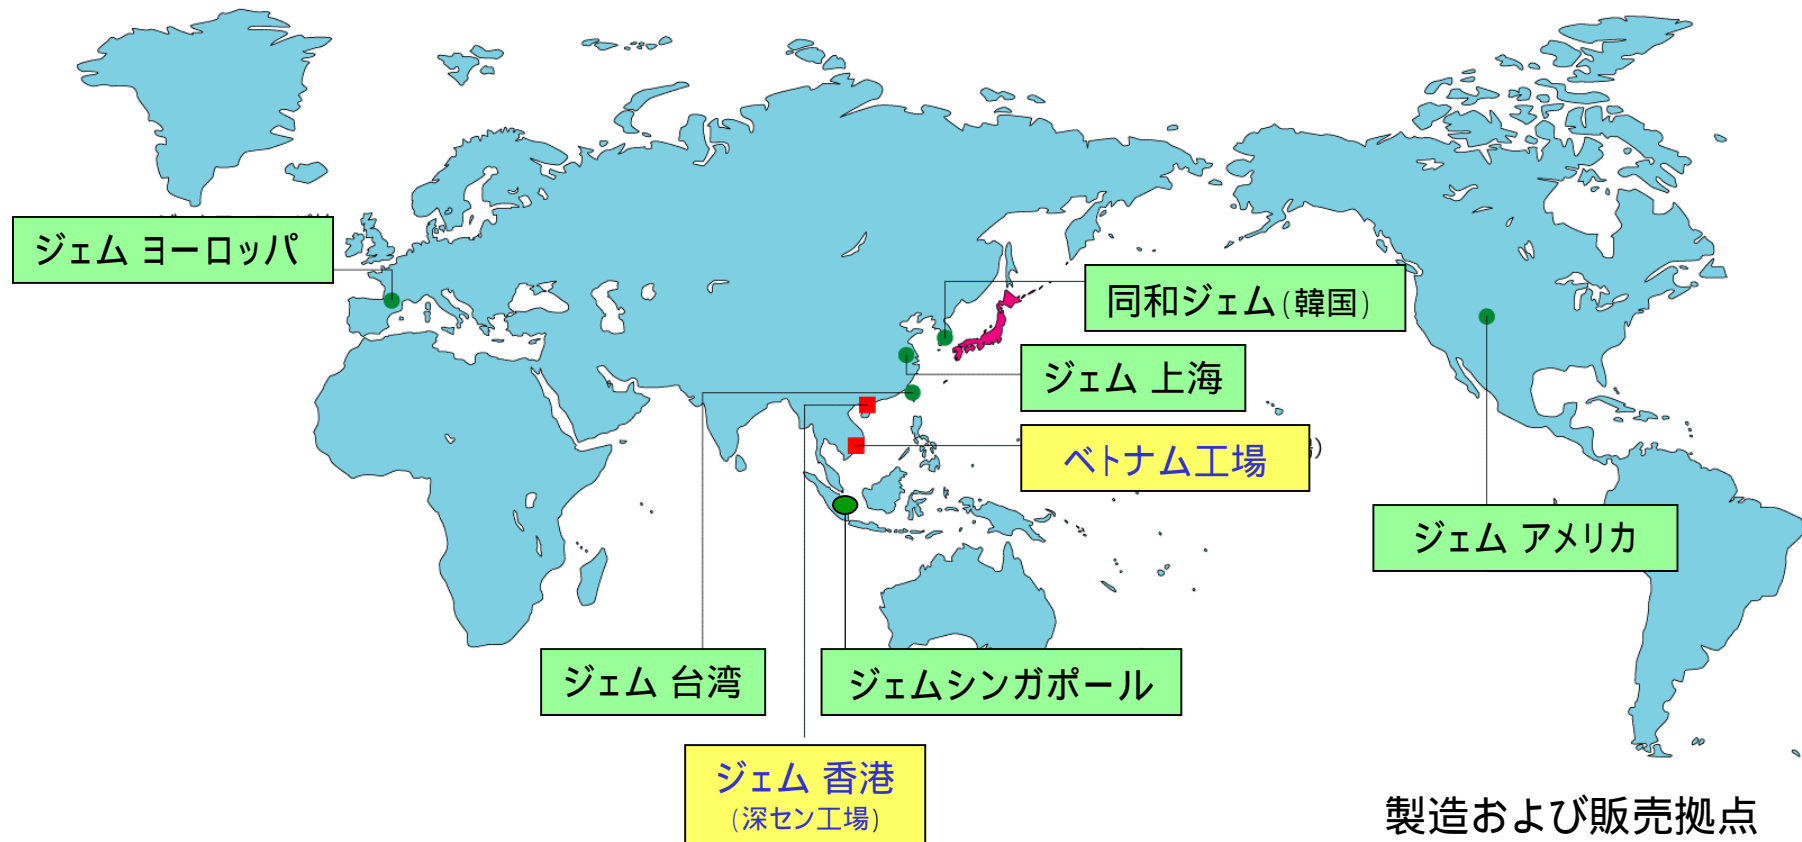 ジェム ヨーロッパ
同和ジェム(韓国)
ジェム 上海
ベトナム工場
)
ジェム アメリカ
ジェム 台湾
ジェムシンガポール
ジェム 香港
(深セン工場)
製造および販売拠点